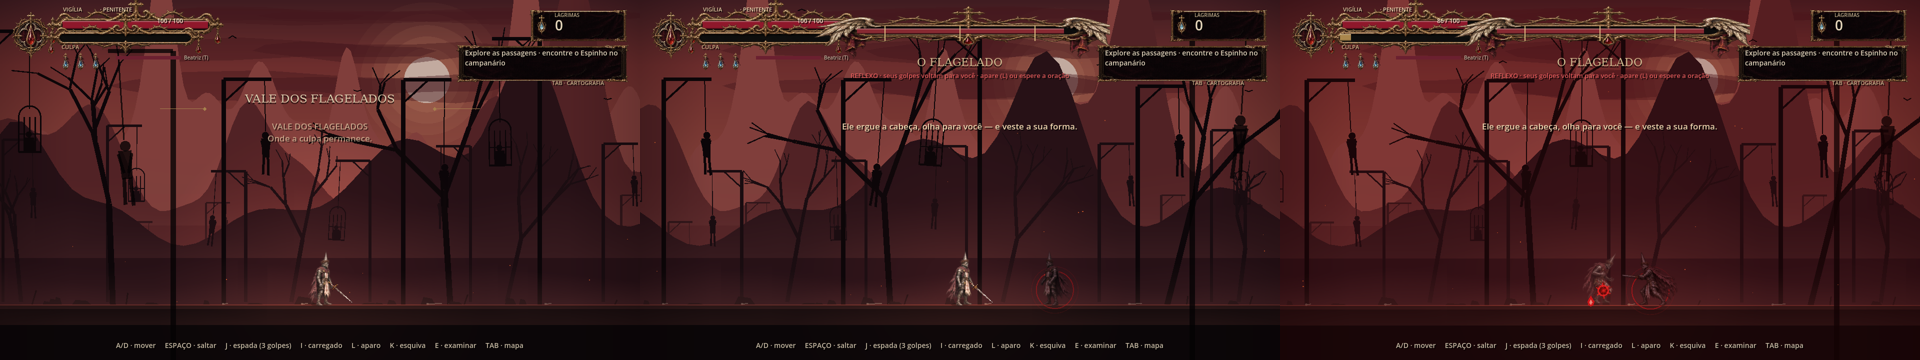 VIGÍLIA PENITENTE
100 / 100
CULPA
Beatriz (T)
LÁGRIMAS
0
Explore as passagens · encontre o Espinho no
campanário
TAB · CARTOGRAFIA
VALE DOS FLAGELADOS
VALE DOS FLAGELADOS
Onde a culpa permanece.
A/D · mover ESPAÇO · saltar J · espada (3 golpes) I · carregado L · aparo K · esquiva E · examinar TAB · mapa
VIGÍLIA PENITENTE
100 / 100
CULPA
Beatriz (T)
LÁGRIMAS
0
Explore as passagens · encontre o Espinho no
campanário
TAB · CARTOGRAFIA
O FLAGELADO
REFLEXO · seus golpes voltam para você · apare (L) ou espere a oração
Ele ergue a cabeça, olha para você — e veste a sua forma.
A/D · mover ESPAÇO · saltar J · espada (3 golpes) I · carregado L · aparo K · esquiva E · examinar TAB · mapa
VIGÍLIA PENITENTE
86 / 100
CULPA
Beatriz (T)
LÁGRIMAS
0
Explore as passagens · encontre o Espinho no
campanário
TAB · CARTOGRAFIA
O FLAGELADO
REFLEXO · seus golpes voltam para você · apare (L) ou espere a oração
Ele ergue a cabeça, olha para você — e veste a sua forma.
A/D · mover ESPAÇO · saltar J · espada (3 golpes) I · carregado L · aparo K · esquiva E · examinar TAB · mapa